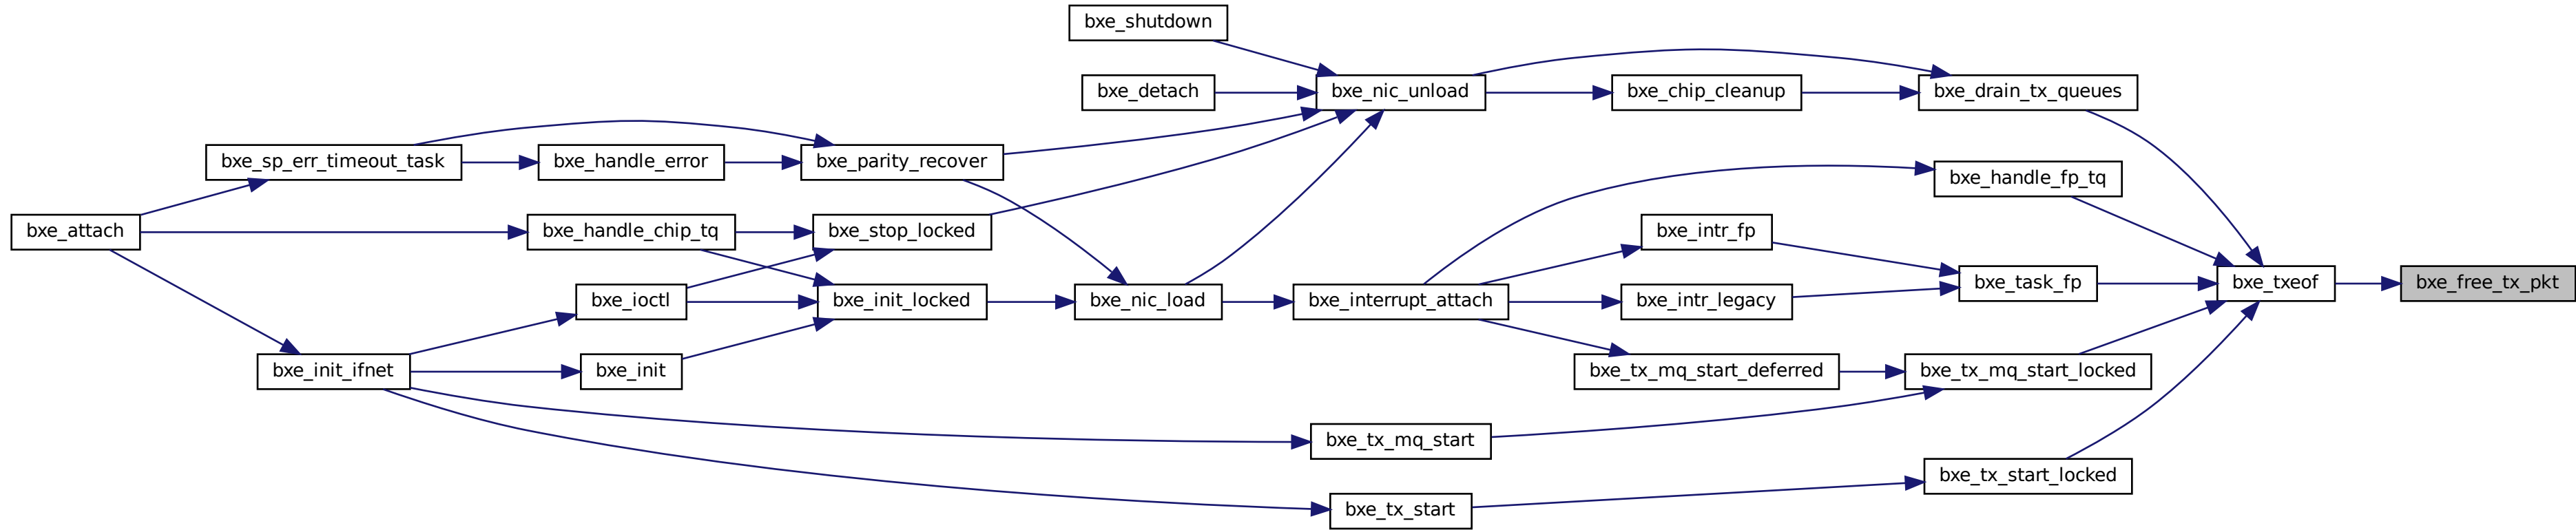 bxe_shutdown
bxe_detach
bxe_nic_unload
bxe_chip_cleanup
bxe_drain_tx_queues
bxe_sp_err_timeout_task
bxe_handle_error
bxe_parity_recover
bxe_handle_fp_tq
bxe_attach
bxe_handle_chip_tq
bxe_stop_locked
bxe_intr_fp
bxe_task_fp
bxe_txeof
bxe_free_tx_pkt
bxe_ioctl
bxe_init_locked
bxe_nic_load
bxe_interrupt_attach
bxe_intr_legacy
bxe_init_ifnet
bxe_init
bxe_tx_mq_start_deferred
bxe_tx_mq_start_locked
bxe_tx_mq_start
bxe_tx_start_locked
bxe_tx_start